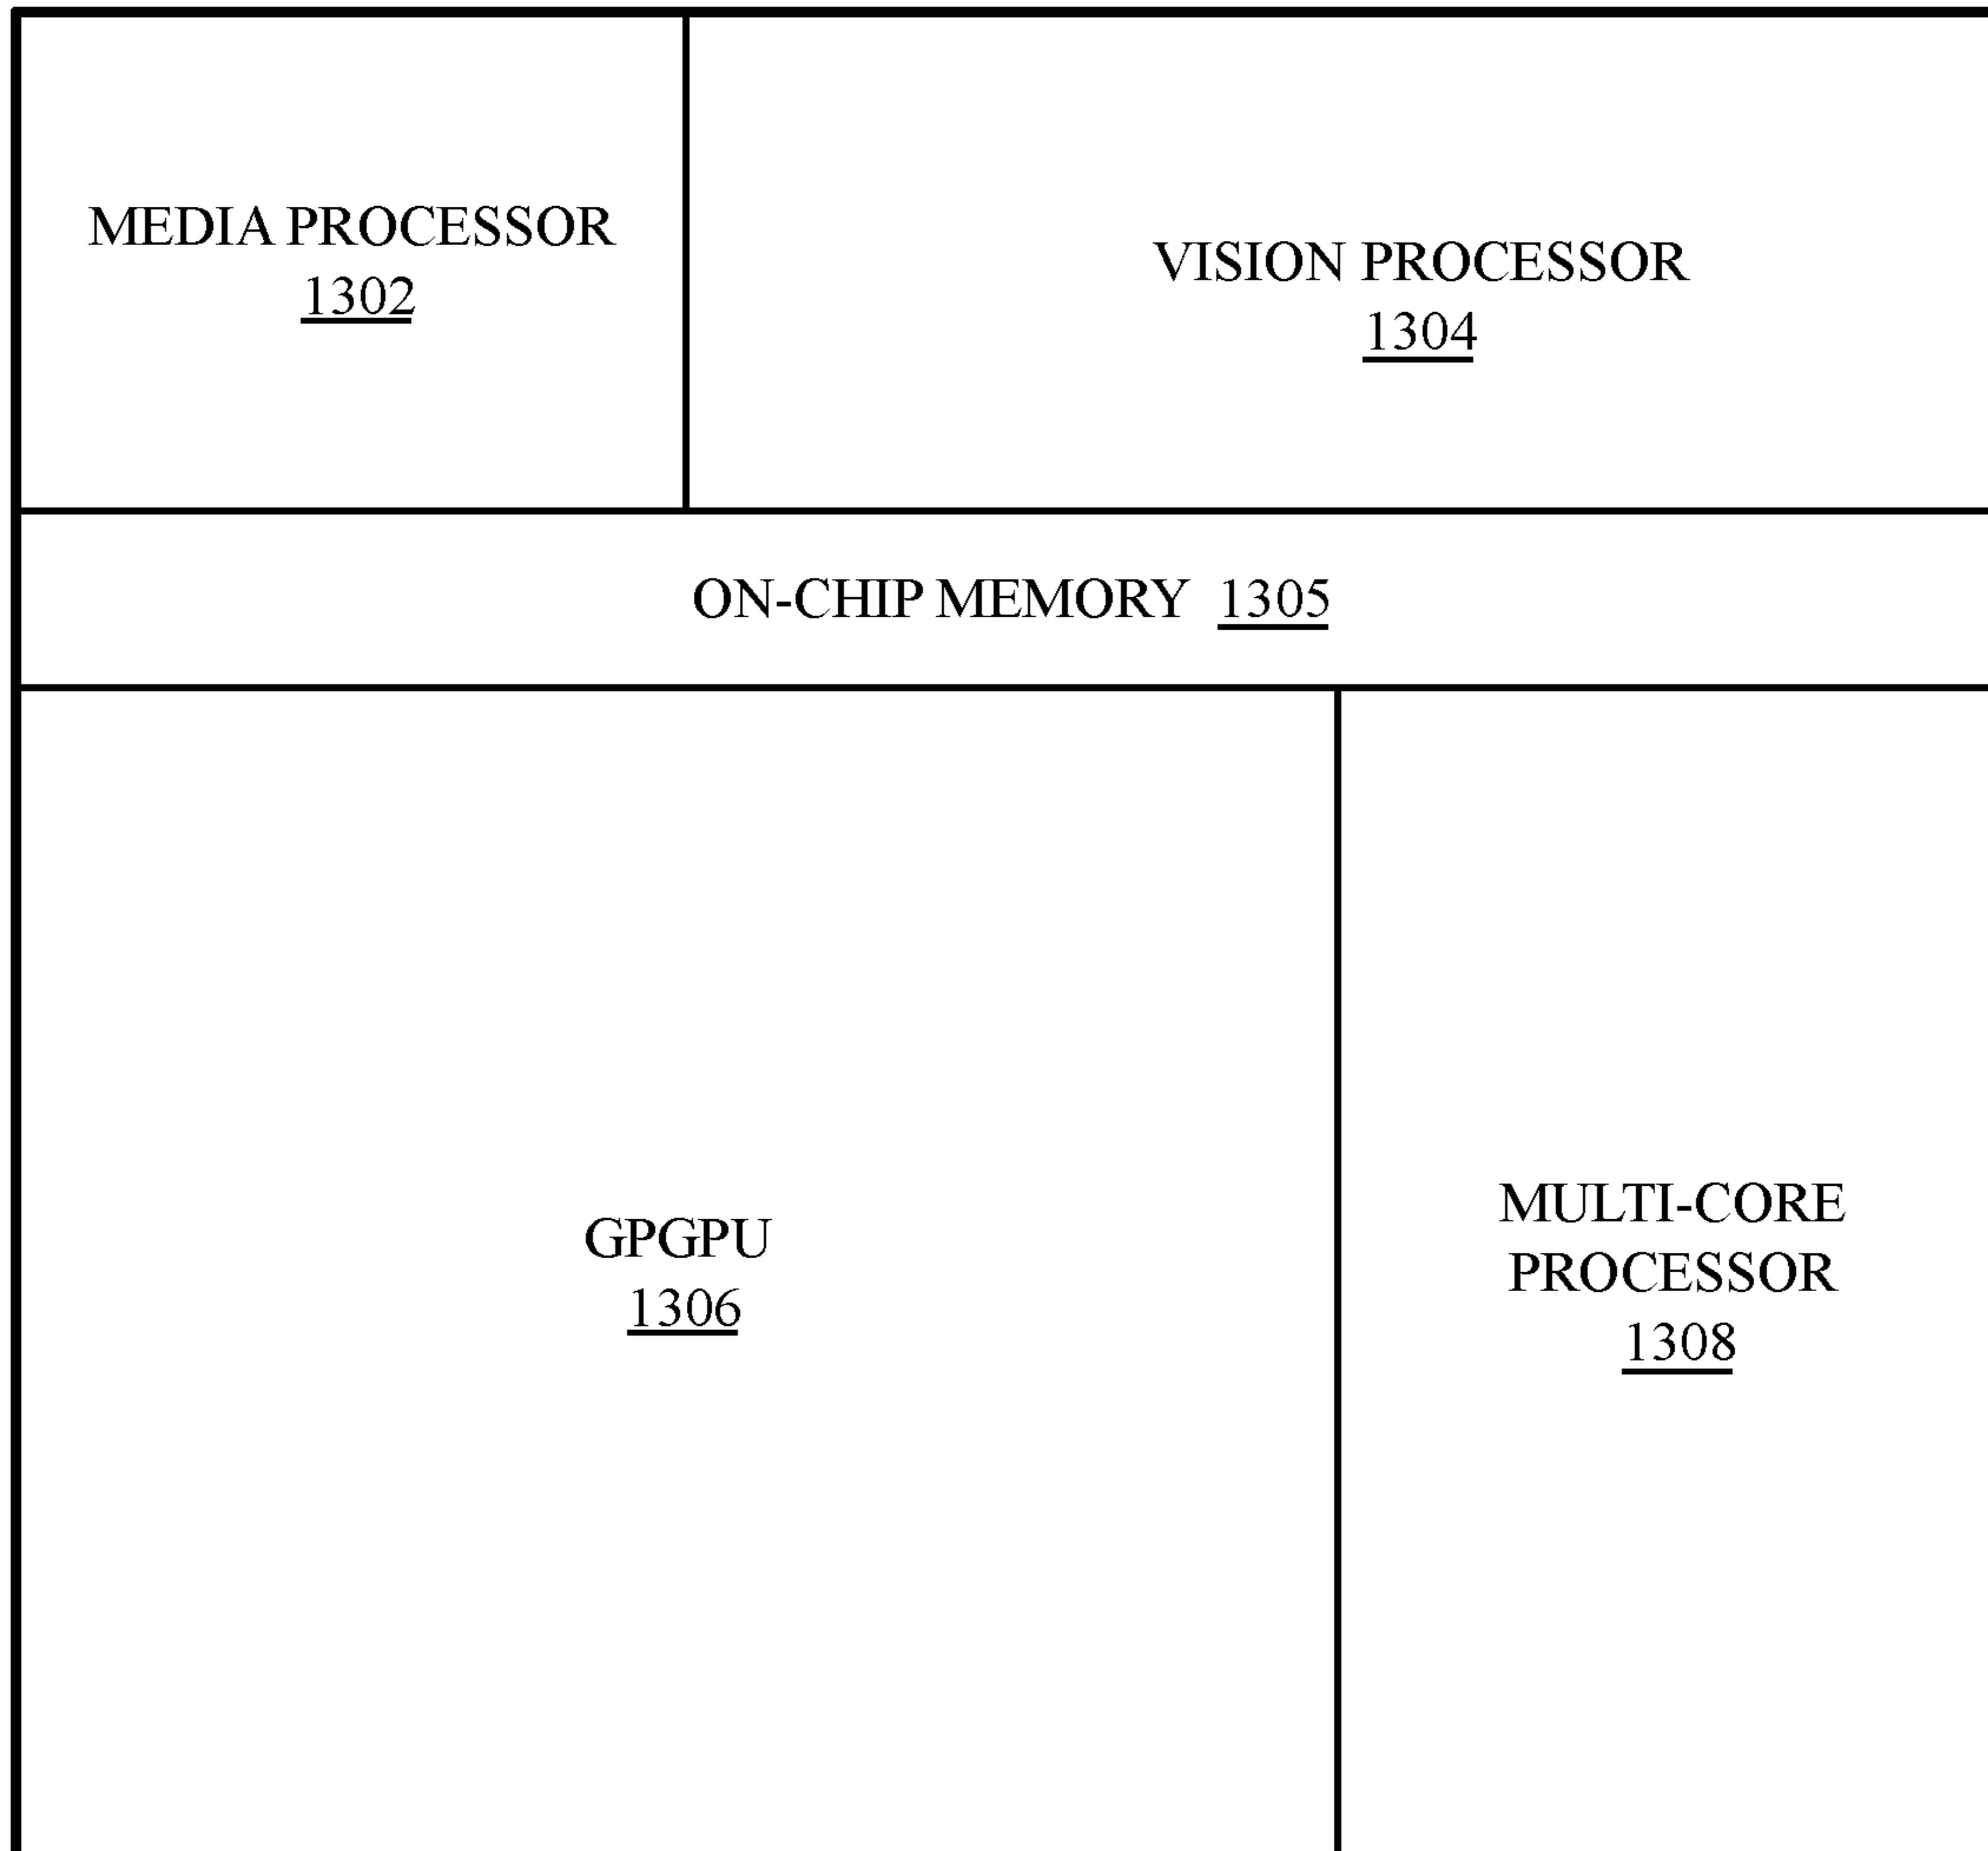 MEDIA PROCESSOR
1302
VISION PROCESSOR
1304
ON-CHIP MEMORY 1305
GPGPU
1306
MULTI-CORE
PROCESSOR
1308